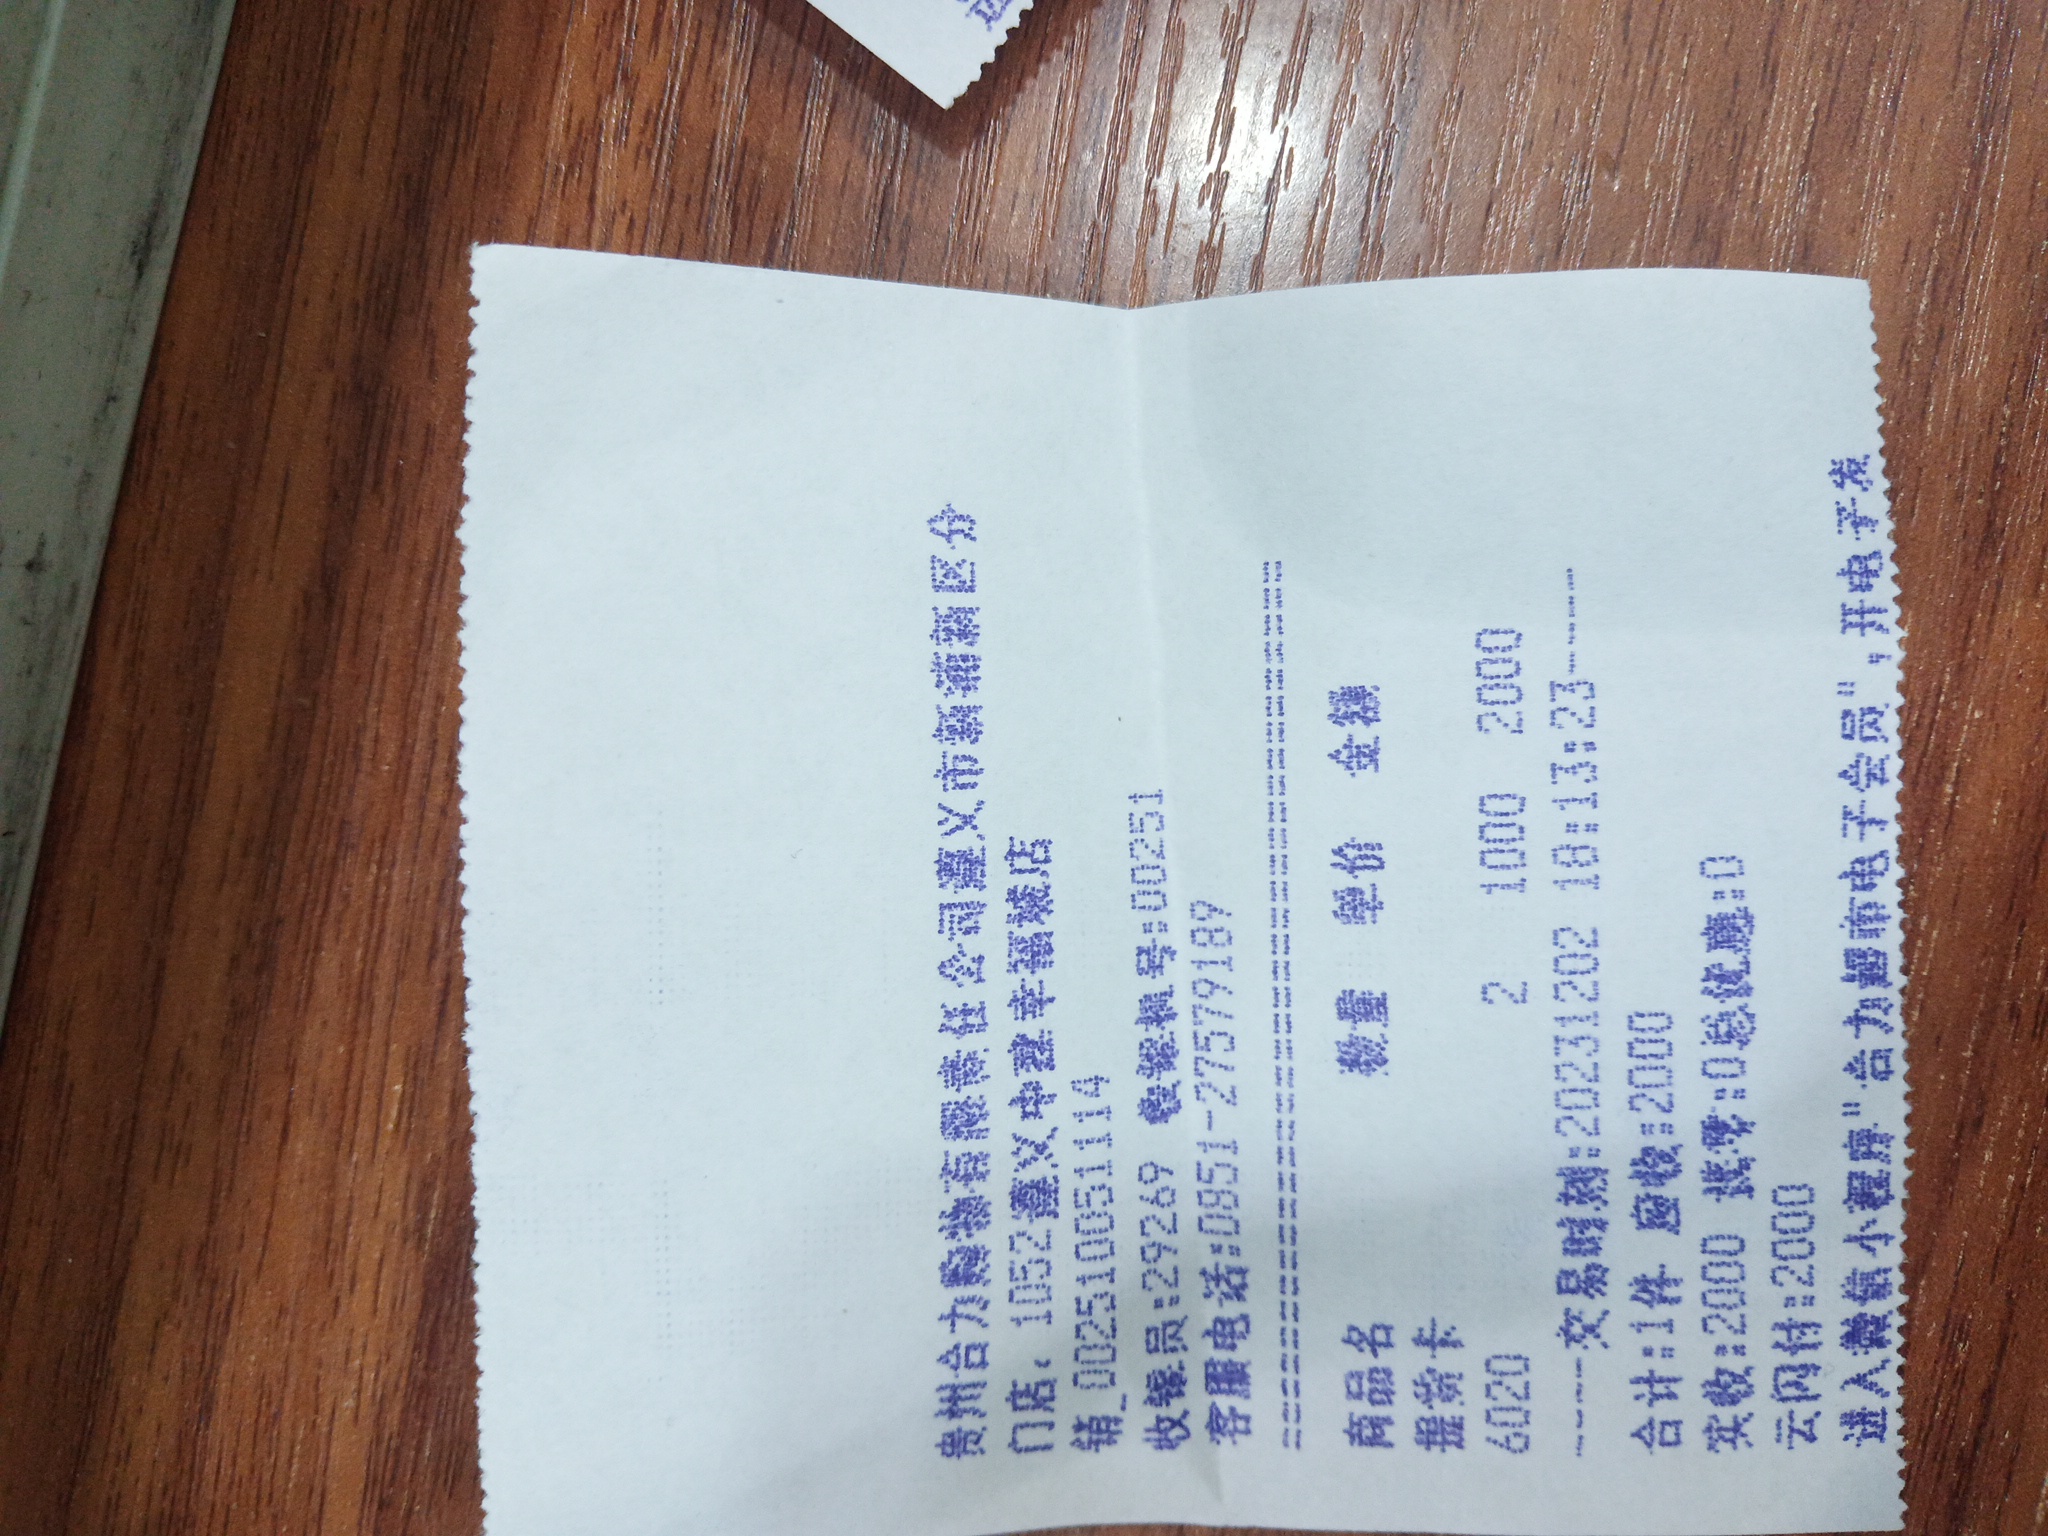 贵州合力购物有限责任公司遵义市新蒲新区分
门店: 1052遵义中建幸福城店
销_002510051114
收银员:29269 收银机号:00251
客服电话:0851-27579189
================================
商品名 数量 单价 金额
提货卡
6020 2 1000 2000
-----交易时刻:20231202 18:13:23-----
合计:1件 应收:2000
实收:2000 找零:0总优惠:0
云闪付:2000
进入微信小程序"合力超市电子会员",开电子发